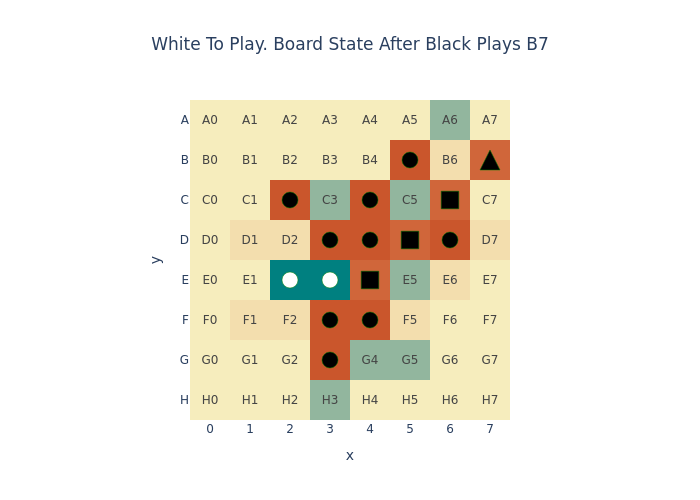 White To Play. Board State After Black Plays B7
A A0 A1 A2 A3 A4 A5 A6 A7
B B0 B1 B2 B3 B4 B6
C C0 C1 C3 C5 C7
D D0 D1 D2 D7
E E0 E1 E5 E6 E7
F F0 F1 F2 F5 F6 F7
G G0 G1 G2 G4 G5 G6 G7
H H0 H1 H2 H3 H4 H5 H6 H7
0 1 2 3 4 5 6 7
x
y